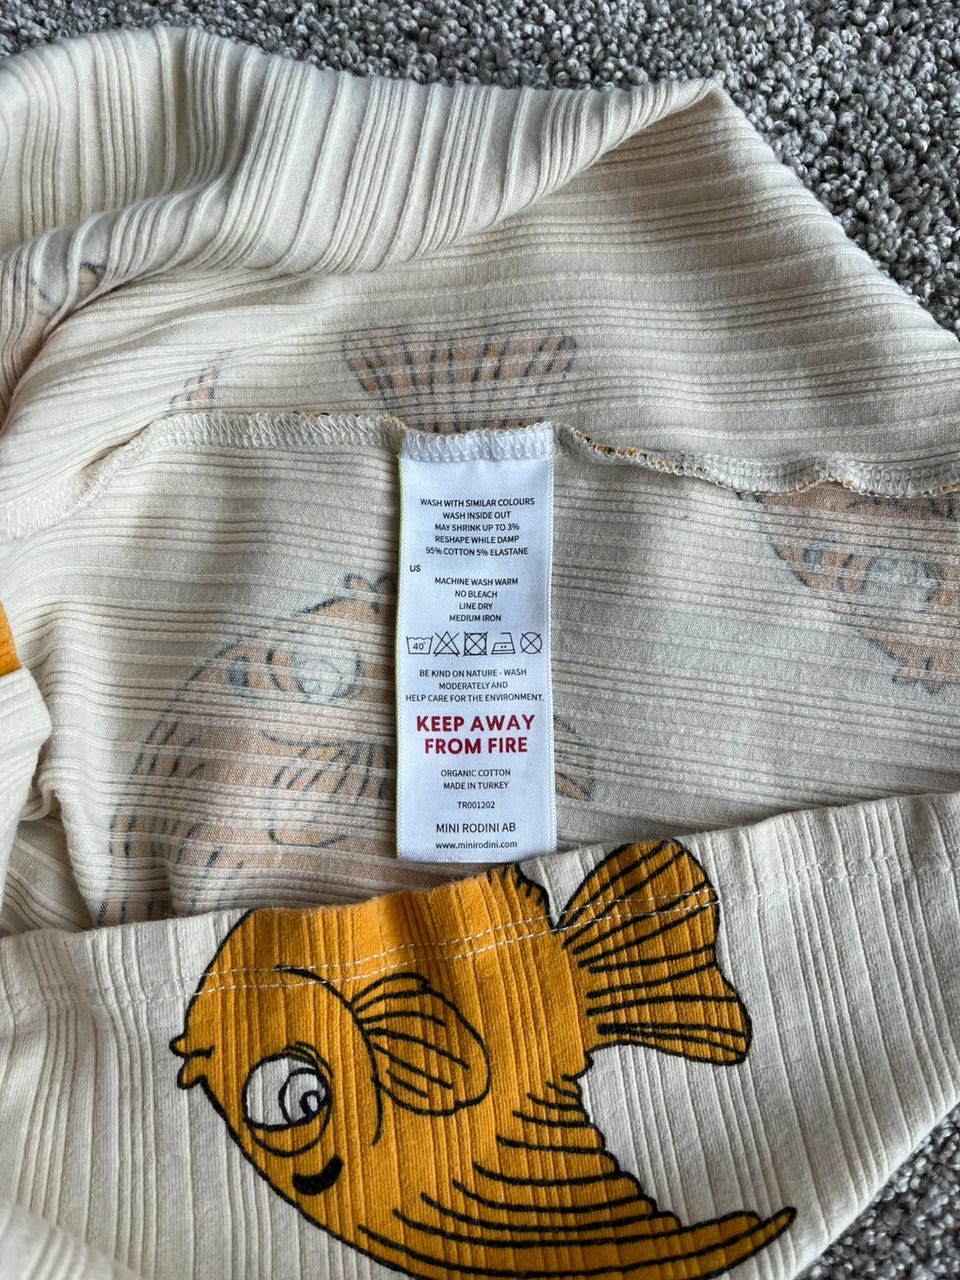 WASH WITH SIMILAR COLOURS
WASH INSIDE OUT
MAY SHRINK UP TO 3%
RESHAPE WHILE DAMP
95% COTTON 5% ELASTANE
US
MACHINE WASH WARM
NO BLEACH
LINE DRY
MEDIUM IRON
40°
BE KIND ON NATURE - WASH
MODERATELY AND
HELP CARE FOR THE ENVIRONMENT.
KEEP AWAY
FROM FIRE
ORGANIC COTTON
MADE IN TURKEY
TR001202
MINI RODINI AB
www.minirodini.com